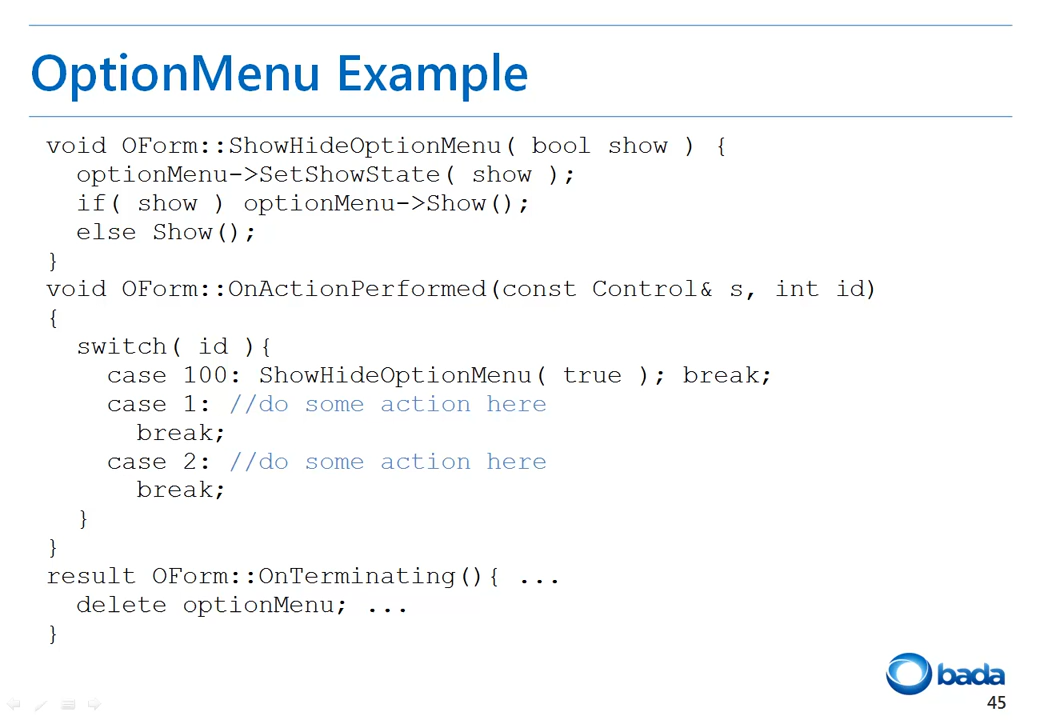 OptionMenu Example
void OForm::ShowHideOptionMenu( bool show ) {
  optionMenu->SetShowState( show );
  if( show ) optionMenu->Show();
  else Show();
}
void OForm::OnActionPerformed(const Control& s, int id)
{
  switch( id ){
    case 100: ShowHideOptionMenu( true ); break;
    case 1: //do some action here
      break;
    case 2: //do some action here
      break;
  }
}
result OForm::OnTerminating(){ ...
  delete optionMenu; ...
}
bada
45